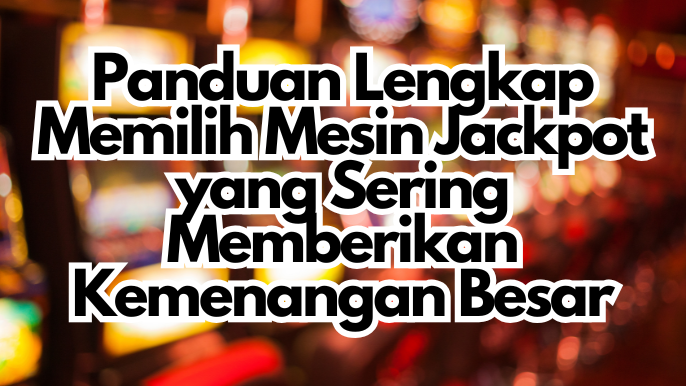 Panduan Lengkap
Memilih Mesin Jackpot
yang Sering
Memberikan
Kemenangan Besar